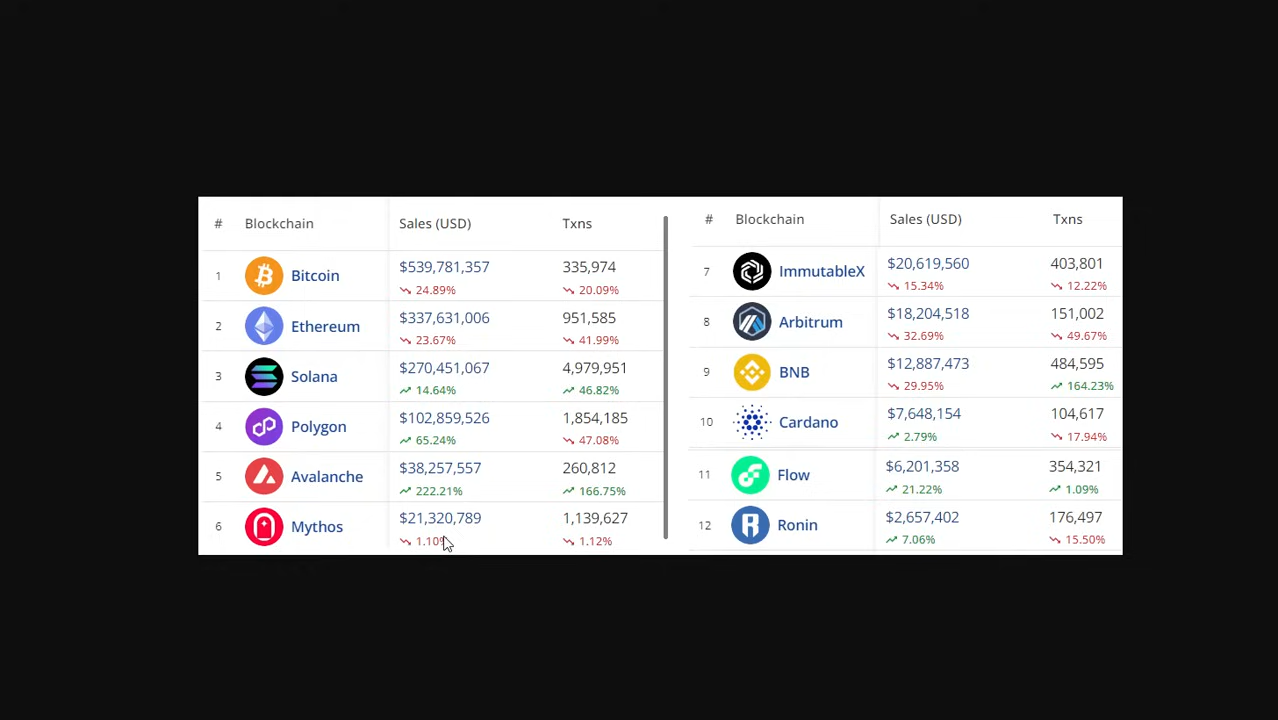 # Blockchain Sales (USD) Txns
1 Bitcoin $539,781,357 335,974
24.89% 20.09%
2 Ethereum $337,631,006 951,585
23.67% 41.99%
3 Solana $270,451,067 4,979,951
14.64% 46.82%
4 Polygon $102,859,526 1,854,185
65.24% 47.08%
5 Avalanche $38,257,557 260,812
222.21% 166.75%
6 Mythos $21,320,789 1,139,627
1.10% 1.12%
# Blockchain Sales (USD) Txns
7 ImmutableX $20,619,560 403,801
15.34% 12.22%
8 Arbitrum $18,204,518 151,002
32.69% 49.67%
9 BNB $12,887,473 484,595
29.95% 164.23%
10 Cardano $7,648,154 104,617
2.79% 17.94%
11 Flow $6,201,358 354,321
21.22% 1.09%
12 Ronin $2,657,402 176,497
7.06% 15.50%